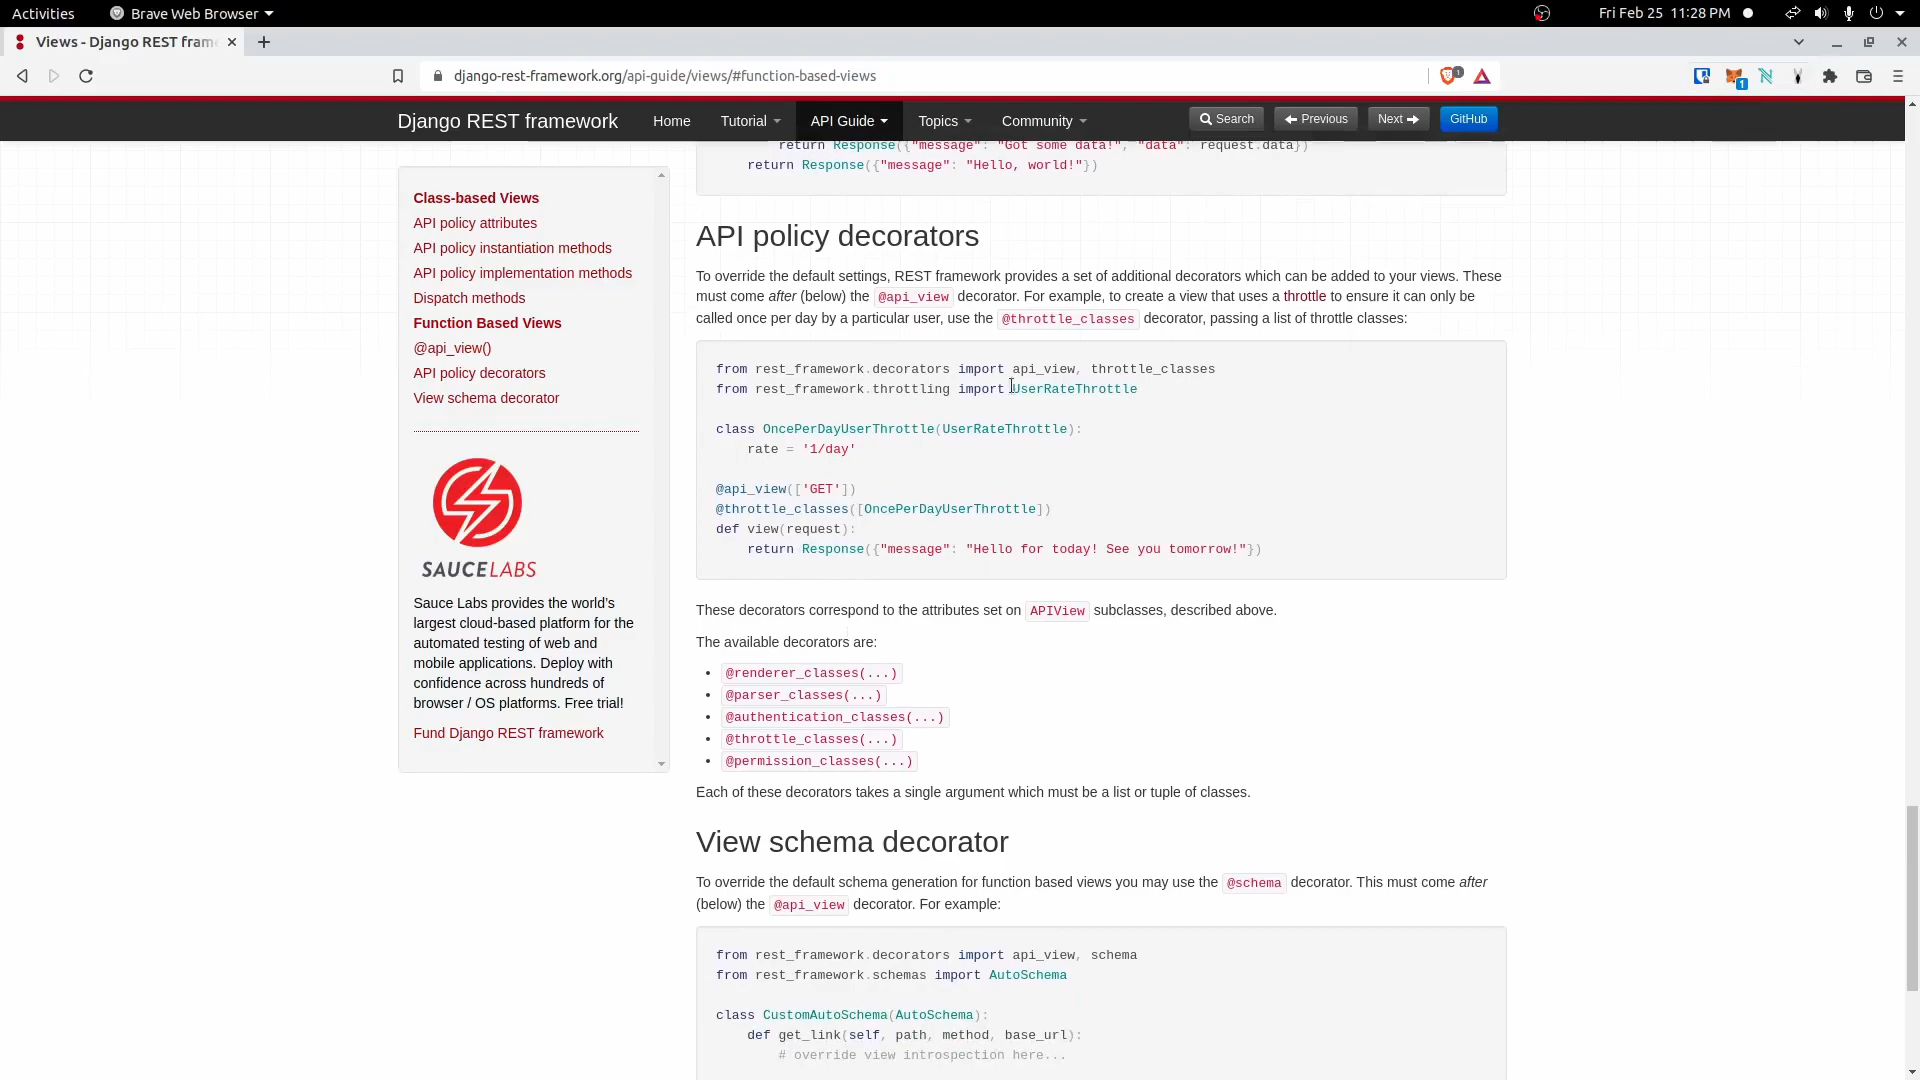 Activities
Brave Web Browser
Fri Feb 25 11:28 PM
Views - Django REST fram
django-rest-framework.org/api-guide/views/#function-based-views
1
1
Django REST framework
Home
Tutorial
API Guide
Topics
Community
Search
Previous
Next
GitHub
Class-based Views
API policy attributes
API policy instantiation methods
API policy implementation methods
Dispatch methods
Function Based Views
@api_view()
API policy decorators
View schema decorator
SAUCELABS
Sauce Labs provides the world's
largest cloud-based platform for the
automated testing of web and
mobile applications. Deploy with
confidence across hundreds of
browser / OS platforms. Free trial!
Fund Django REST framework
return Response({"message": "Got some data!", "data": request.data})
return Response({"message": "Hello, world!"})
API policy decorators
To override the default settings, REST framework provides a set of additional decorators which can be added to your views. These
must come after (below) the @api_view decorator. For example, to create a view that uses a throttle to ensure it can only be
called once per day by a particular user, use the @throttle_classes decorator, passing a list of throttle classes:
from rest_framework.decorators import api_view, throttle_classes
from rest_framework.throttling import UserRateThrottle
class OncePerDayUserThrottle(UserRateThrottle):
rate = '1/day'
@api_view(['GET'])
@throttle_classes([OncePerDayUserThrottle])
def view(request):
return Response({"message": "Hello for today! See you tomorrow!"})
These decorators correspond to the attributes set on APIView subclasses, described above.
The available decorators are:
• @renderer_classes(...)
• @parser_classes(...)
• @authentication_classes(...)
• @throttle_classes(...)
• @permission_classes(...)
Each of these decorators takes a single argument which must be a list or tuple of classes.
View schema decorator
To override the default schema generation for function based views you may use the @schema decorator. This must come after
(below) the @api_view decorator. For example:
from rest_framework.decorators import api_view, schema
from rest_framework.schemas import AutoSchema
class CustomAutoSchema(AutoSchema):
def get_link(self, path, method, base_url):
# override view introspection here...